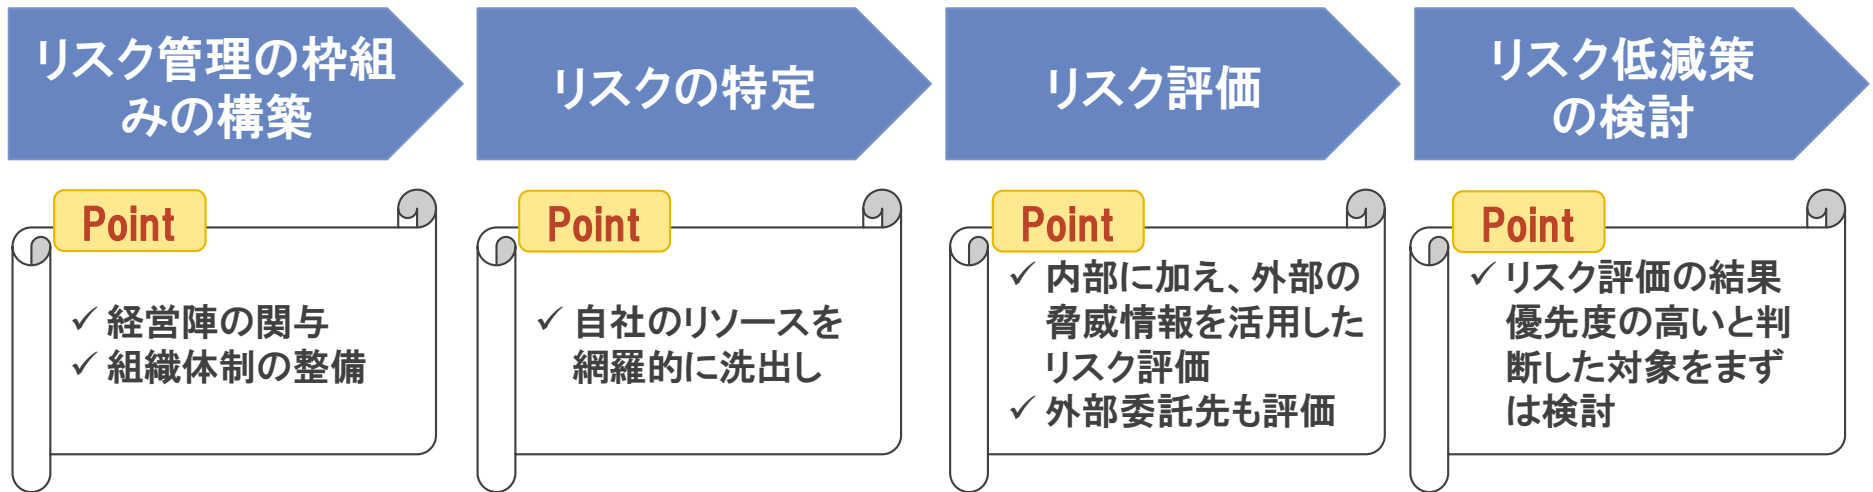 リスク管理の枠組
みの構築
リスクの特定
リスク評価
リスク低減策
の検討
Point
✓ 経営陣の関与
✓ 組織体制の整備
Point
✓ 自社のリソースを
網羅的に洗出し
Point
✓ 内部に加え、外部の
脅威情報を活用した
リスク評価
✓ 外部委託先も評価
Point
✓ リスク評価の結果
優先度の高いと判
断した対象をまず
は検討